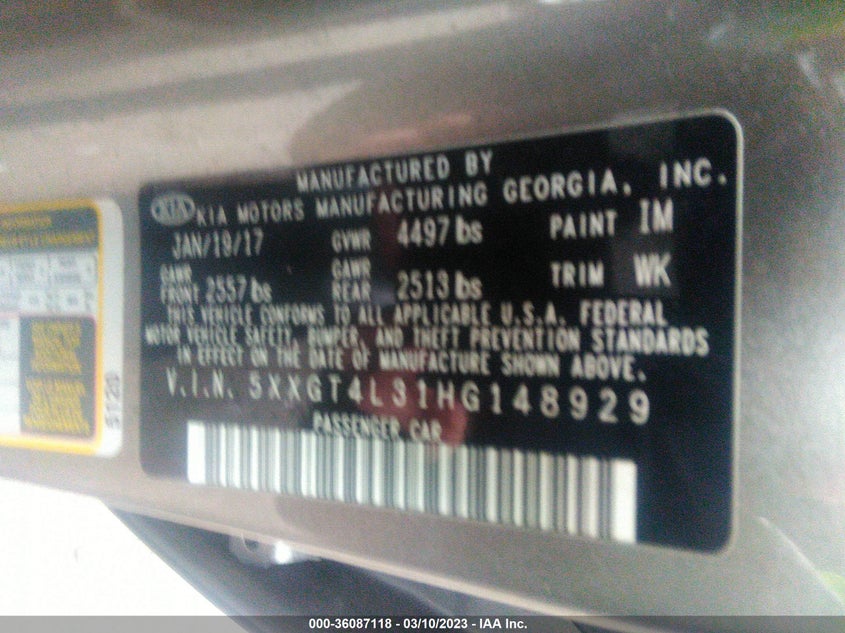 MANUFACTURED BY
KIA KIA MOTORS MANUFACTURING GEORGIA, INC.
JAN/19/17 GVWR 4497 lbs PAINT IM
GAWR FRONT 2557 lbs GAWR REAR 2513 lbs TRIM WK
THIS VEHICLE CONFORMS TO ALL APPLICABLE U.S.A. FEDERAL
MOTOR VEHICLE SAFETY, BUMPER, AND THEFT PREVENTION STANDARDS
IN EFFECT ON THE DATE OF MANUFACTURE SHOWN ABOVE.
V.I.N. 5XXGT4L31HG148929
PASSENGER CAR
000-36087118 - 03/10/2023 - IAA Inc.